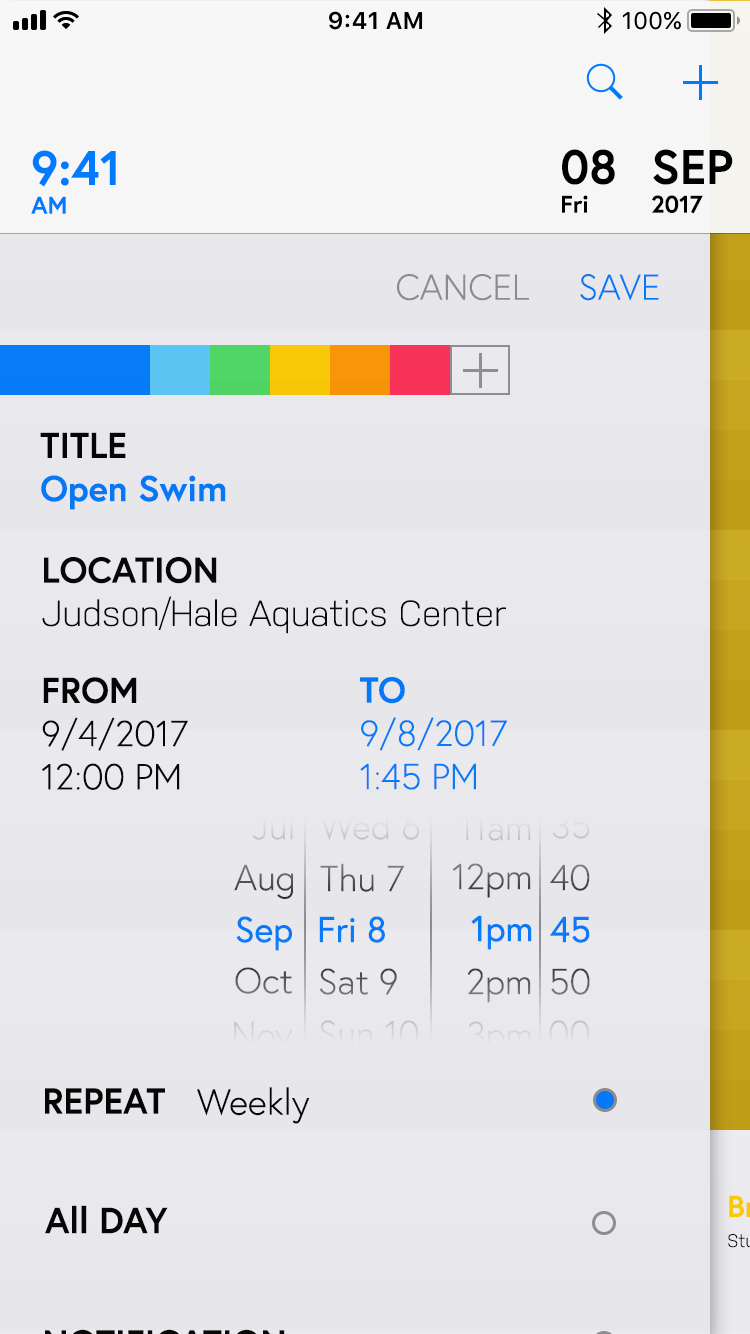 9:41 AM 100%
9:41 08 SEP
AM Fri 2017
CANCEL SAVE
TITLE
Open Swim
LOCATION
Judson/Hale Aquatics Center
FROM TO
9/4/2017 9/8/2017
12:00 PM 1:45 PM
Jul Wed 6 11am 35
Aug Thu 7 12pm 40
Sep Fri 8 1pm 45
Oct Sat 9 2pm 50
Nov Sun 10 3pm 00
REPEAT Weekly
All DAY
NOTIFICATION